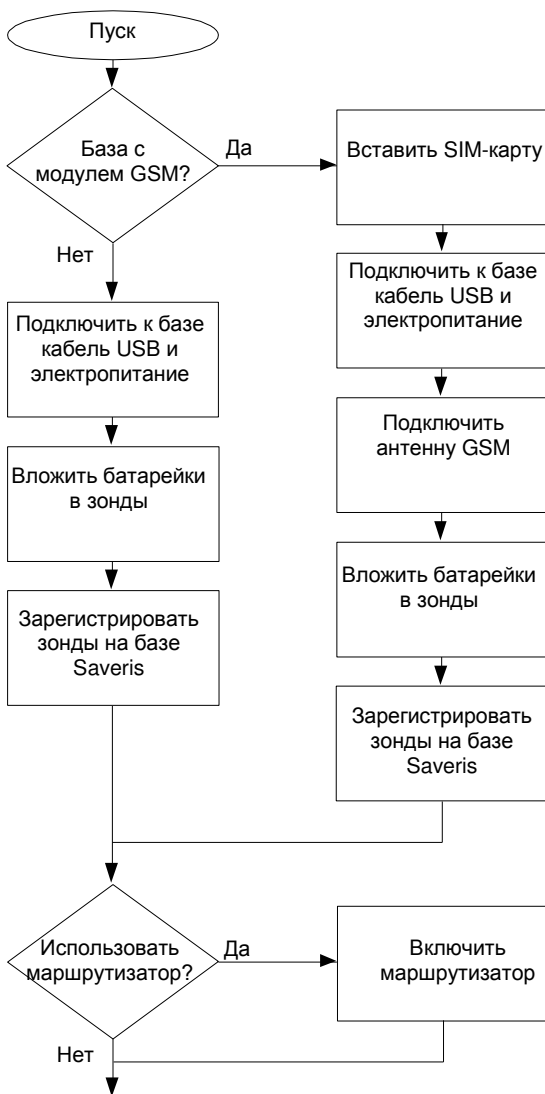 Пуск
База с
модулем GSM?
Да
Вставить SIM-карту
Нет
Подключить к базе
кабель USB и
электропитание
Вложить батарейки
в зонды
Зарегистрировать
зонды на базе
Saveris
Подключить к базе
кабель USB и
электропитание
Подключить
антенну GSM
Вложить батарейки
в зонды
Зарегистрировать
зонды на базе
Saveris
Использовать
маршрутизатор?
Да
Включить
маршрутизатор
Нет